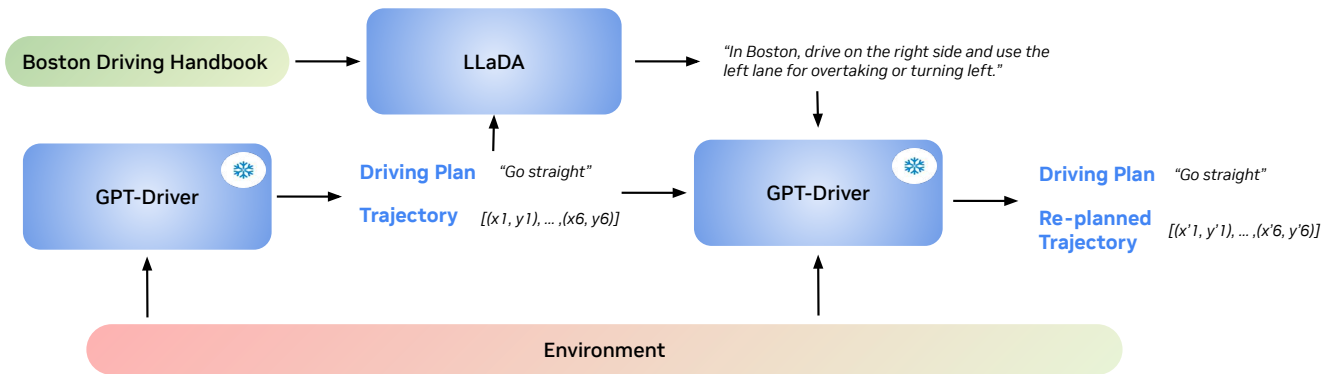 Boston Driving Handbook
LLaDA
“In Boston, drive on the right side and use the
left lane for overtaking or turning left.”
GPT-Driver
Driving Plan “Go straight”
Trajectory [(x1, y1), ... ,(x6, y6)]
GPT-Driver
Driving Plan “Go straight”
Re-planned
Trajectory [(x’1, y’1), ... ,(x’6, y’6)]
Environment